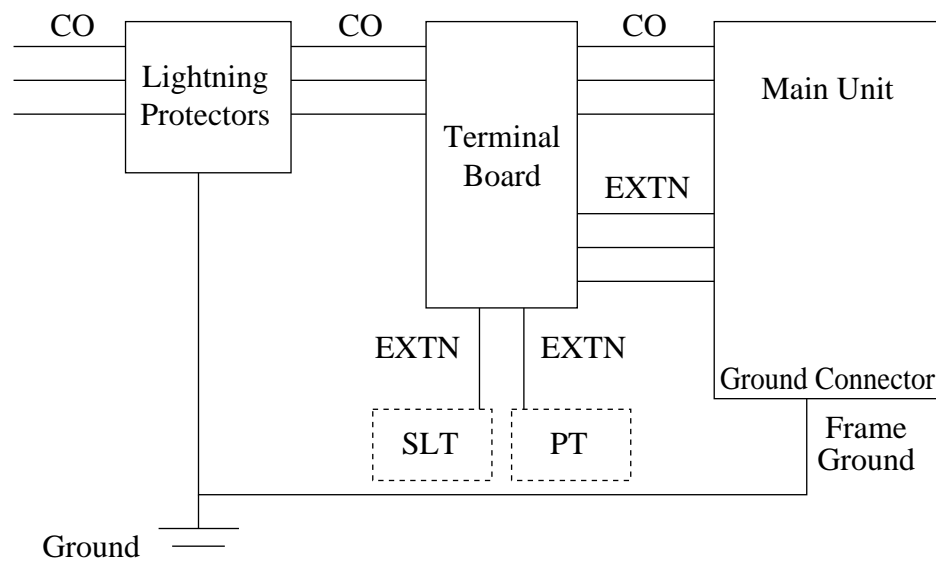 CO
CO
CO
Lightning
Protectors
Terminal
Board
Main Unit
EXTN
EXTN
EXTN
SLT
PT
Ground Connector
Frame
Ground
Ground